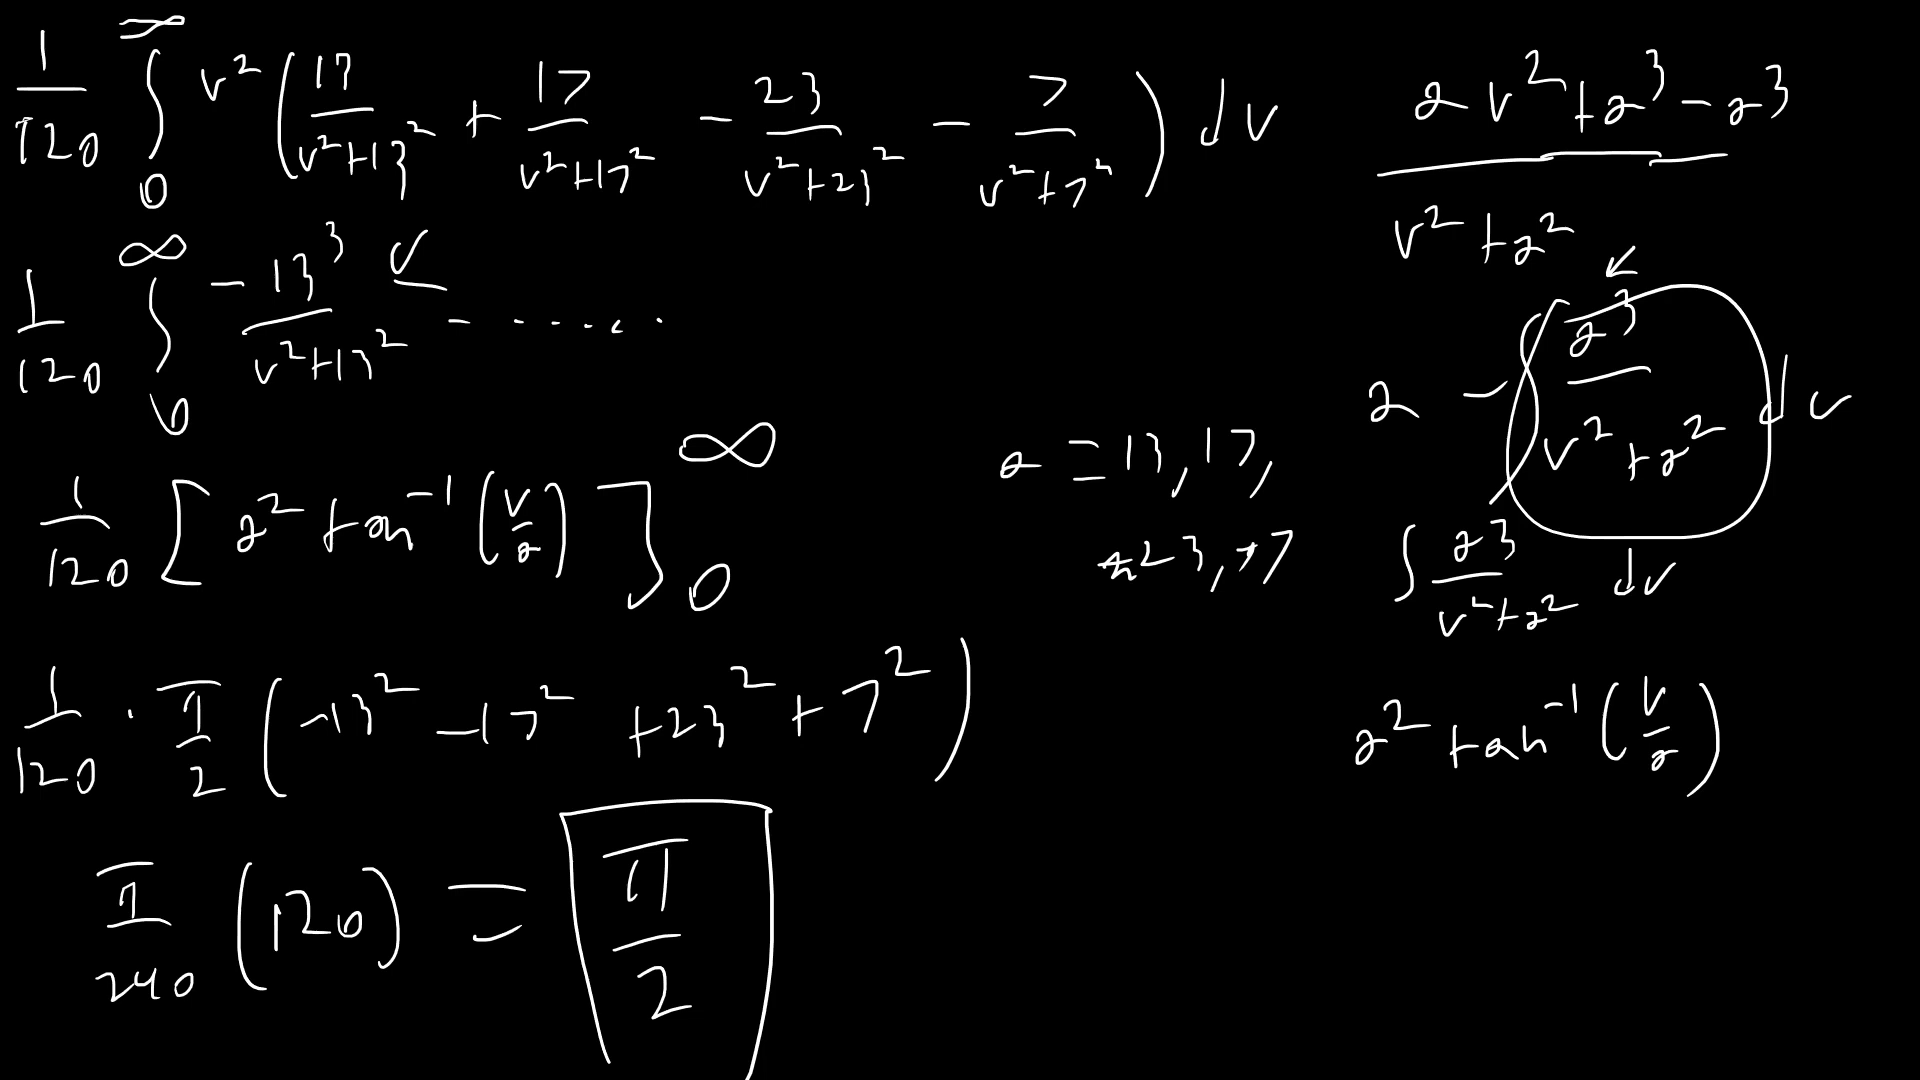 1/120 ∫₀^∞ v² (17/(v²+13²) + 17/(v²+17²) − 23/(v²+23²) − 7/(v²+7²)) dv
1/120 ∫₀^∞ −13³/(v²+13²) − ......
1/120 [a² tan⁻¹(v/a)]₀^∞
1/120 · π/2 (−13² − 17² + 23² + 7²)
π/240 (120) = π/2
a = 13, 17,
23, 7
(a v² + a³ − a³)/(v² + a²)
a − ∫ a³/(v² + a²) dv
∫ a³/(v² + a²) dv
a² tan⁻¹(v/a)